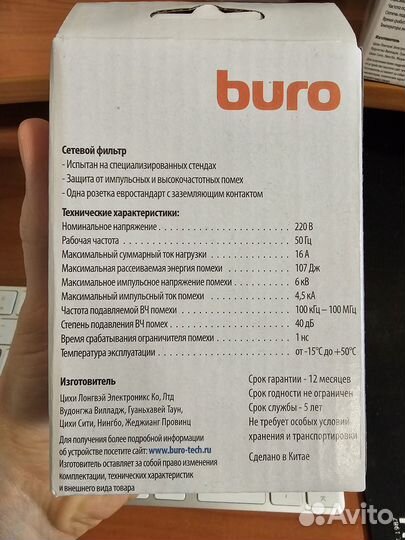 buro
Сетевой фильтр
- Испытан на специализированных стендах
- Защита от импульсных и высокочастотных помех
- Одна розетка евростандарт с заземляющим контактом
Технические характеристики:
Номинальное напряжение 220 В
Рабочая частота 50 Гц
Максимальный суммарный ток нагрузки 16 А
Максимальная рассеиваемая энергия помехи 107 Дж
Максимальное импульсное напряжение помехи 6 кВ
Максимальный импульсный ток помехи 4,5 кА
Частота подавляемой ВЧ помехи 100 кГц – 100 МГц
Степень подавления ВЧ помех 40 дБ
Время срабатывания ограничителя помехи 1 нс
Температура эксплуатации от -15°С до +50°С
Изготовитель
Цихи Лонгвэй Электроникс Ко, Лтд
Вудонгжа Вилладж, Гуаньхавей Таун,
Цихи Сити, Нингбо, Жеджианг Провинц
Для получения более подробной информации
об устройстве посетите сайт: www.buro-tech.ru
Изготовитель оставляет за собой право изменения
комплектации, технических характеристик
и внешнего вида товара
Срок гарантии - 12 месяцев
Срок годности не ограничен
Срок службы - 5 лет
Не требует особых условий
хранения и транспортировки
Сделано в Китае
Avito